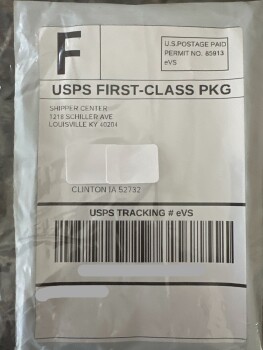 F
U.S.POSTAGE PAID
PERMIT NO. 65913
eVS
USPS FIRST-CLASS PKG
SHIPPER CENTER
1218 SCHILLER AVE
LOUISVILLE KY 40204
CLINTON IA 52732
USPS TRACKING # eVS